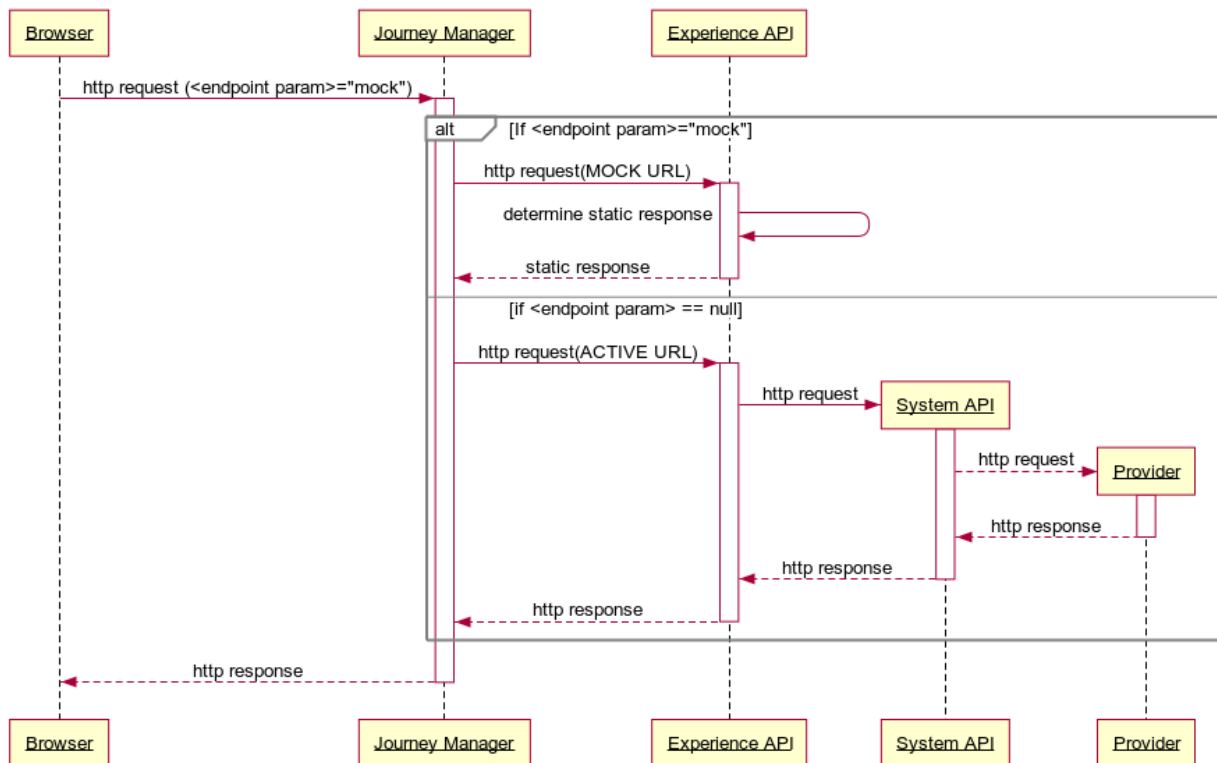 Browser
Journey Manager
Experience API
http request (<endpoint param>="mock")
alt
[If <endpoint param>="mock"]
http request(MOCK URL)
determine static response
static response
[if <endpoint param> == null]
http request(ACTIVE URL)
http request
System API
http request
Provider
http response
http response
http response
http response
Browser
Journey Manager
Experience API
System API
Provider